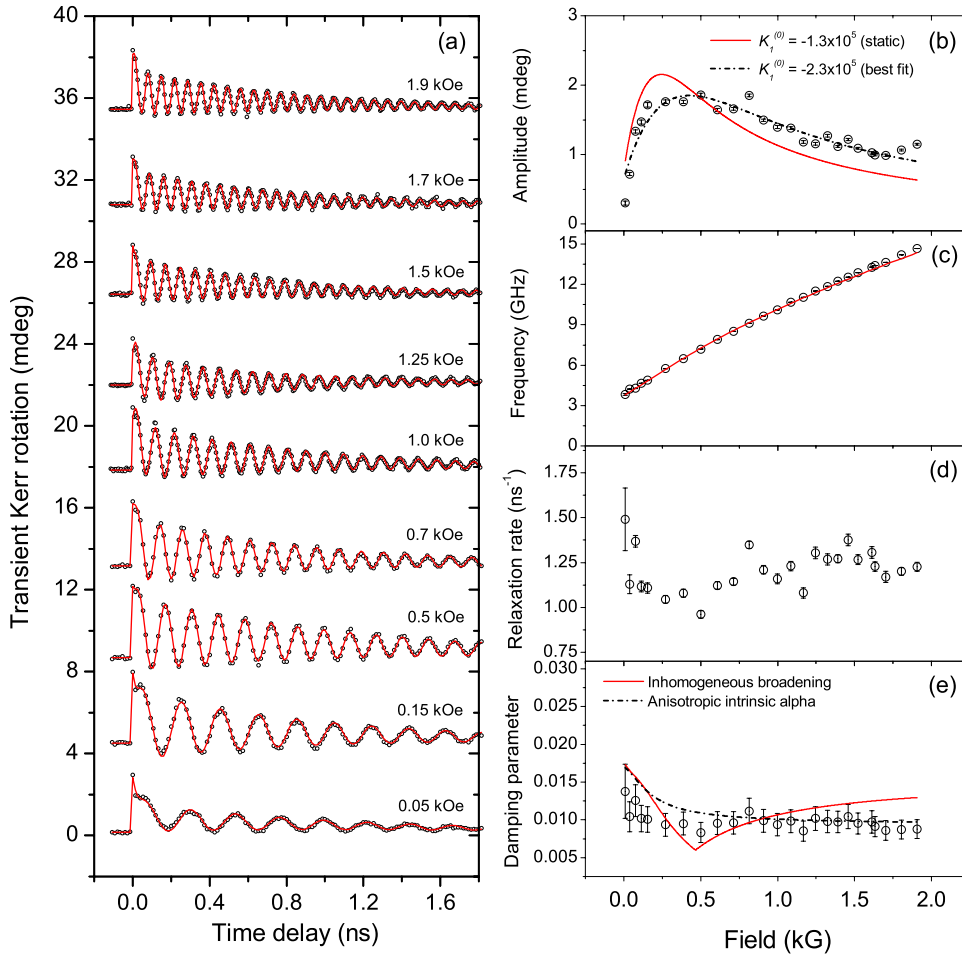 (a)
40
36
32
28
24
20
16
12
8
4
0
Transient Kerr rotation (mdeg)
1.9 kOe
1.7 kOe
1.5 kOe
1.25 kOe
1.0 kOe
0.7 kOe
0.5 kOe
0.15 kOe
0.05 kOe
0.0 0.4 0.8 1.2 1.6
Time delay (ns)
(b)
K₁⁽⁰⁾ = -1.3x10⁵ (static)
K₁⁽⁰⁾ = -2.3x10⁵ (best fit)
3
2
1
0
Amplitude (mdeg)
(c)
15
12
9
6
3
0
Frequency (GHz)
(d)
1.75
1.50
1.25
1.00
0.75
Relaxation rate (ns⁻¹)
(e)
Inhomogeneous broadening
Anisotropic intrinsic alpha
0.030
0.025
0.020
0.015
0.010
0.005
Damping parameter
0.0 0.5 1.0 1.5 2.0
Field (kG)